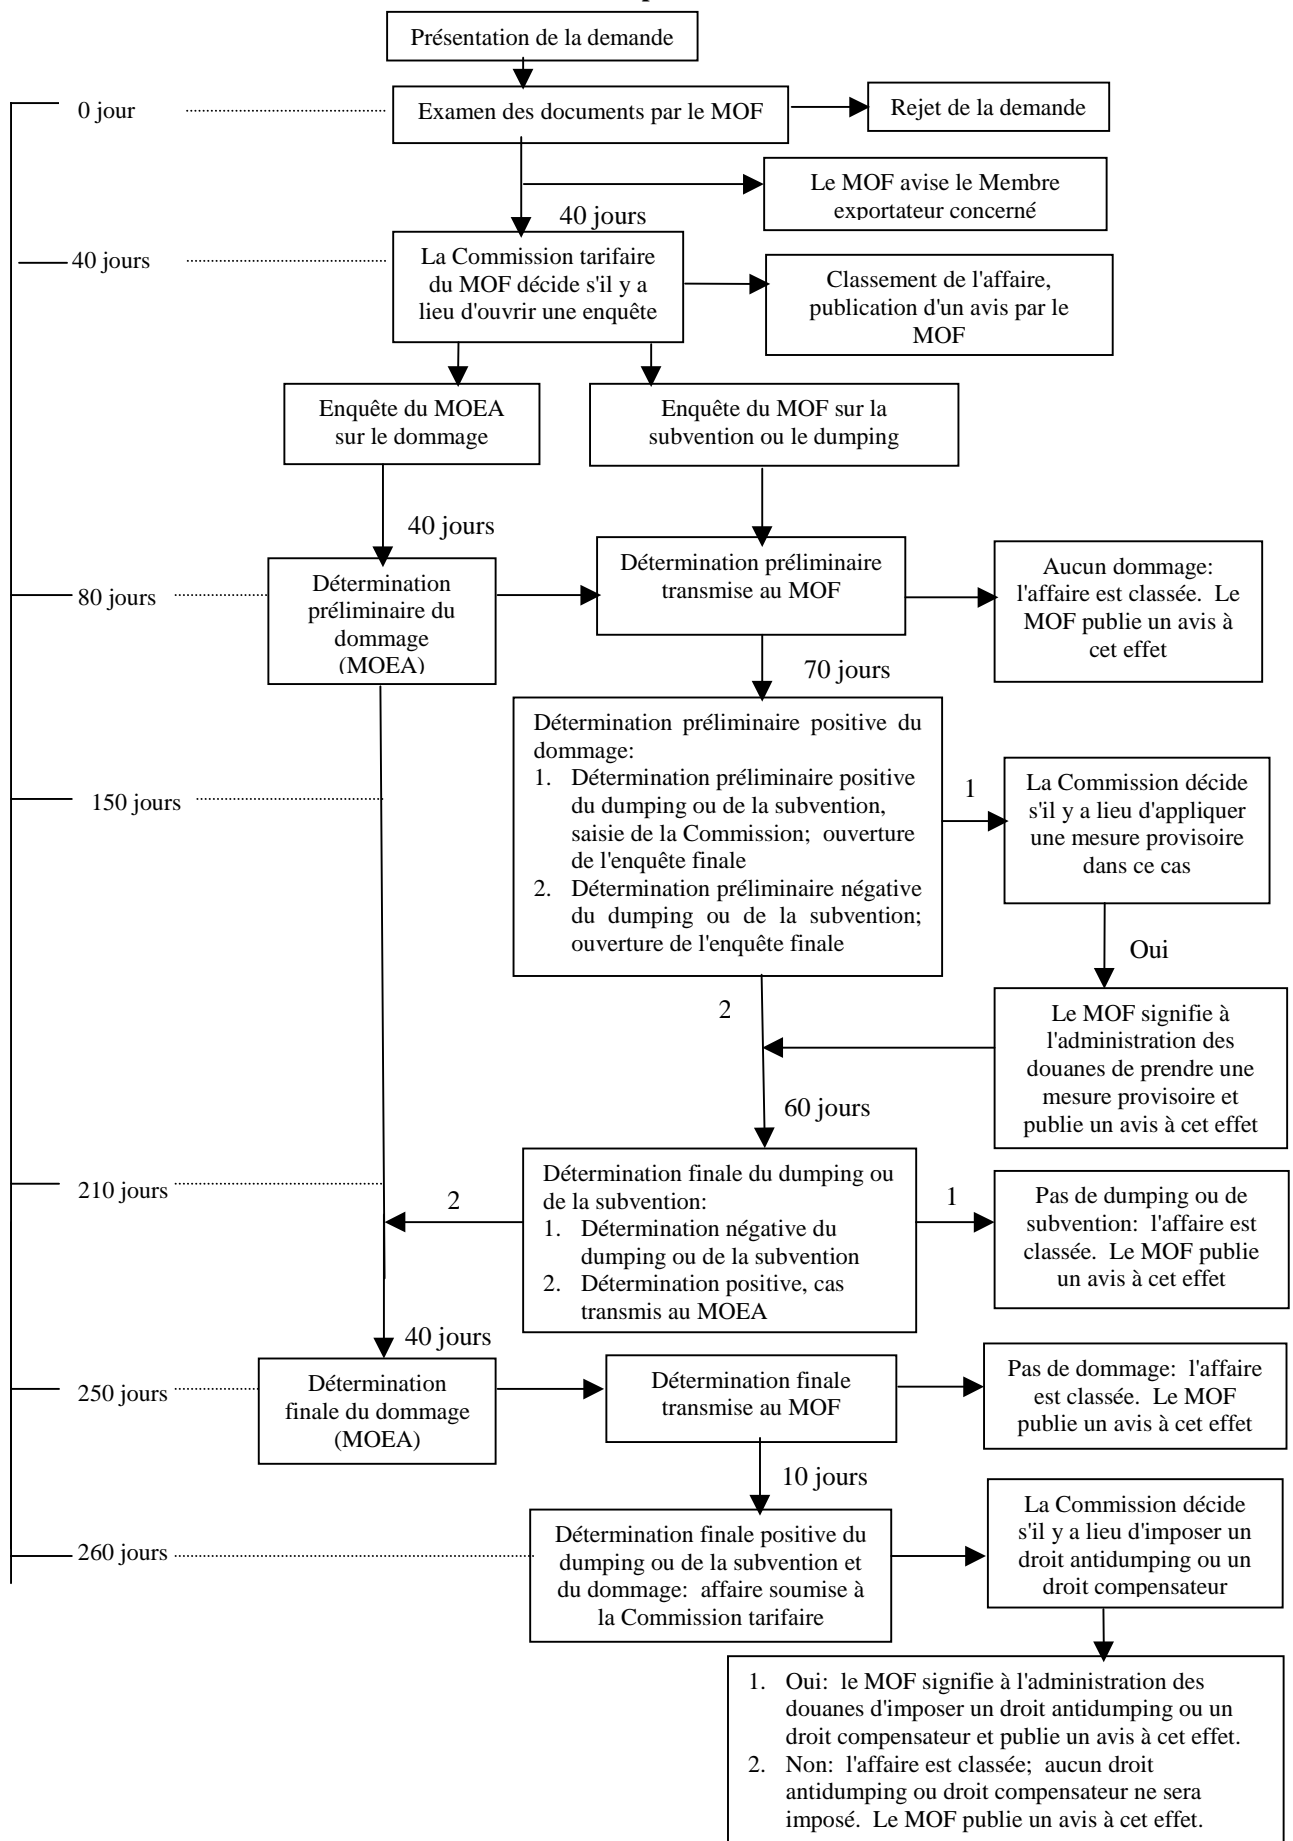 Présentation de la demande
0 jour
Examen des documents par le MOF
Rejet de la demande
Le MOF avise le Membre
exportateur concerné
40 jours
40 jours
La Commission tarifaire
du MOF décide s'il y a
lieu d'ouvrir une enquête
Classement de l'affaire,
publication d'un avis par le
MOF
Enquête du MOEA
sur le dommage
Enquête du MOF sur la
subvention ou le dumping
40 jours
80 jours
Détermination
préliminaire du
dommage
(MOEA)
Détermination préliminaire
transmise au MOF
Aucun dommage:
l'affaire est classée. Le
MOF publie un avis à
cet effet
70 jours
150 jours
Détermination préliminaire positive du
dommage:
1. Détermination préliminaire positive
du dumping ou de la subvention,
saisie de la Commission; ouverture
de l'enquête finale
2. Détermination préliminaire négative
du dumping ou de la subvention;
ouverture de l'enquête finale
1
La Commission décide
s'il y a lieu d'appliquer
une mesure provisoire
dans ce cas
Oui
2
Le MOF signifie à
l'administration des
douanes de prendre une
mesure provisoire et
publie un avis à cet effet
60 jours
210 jours
2
Détermination finale du dumping ou
de la subvention:
1. Détermination négative du
dumping ou de la subvention
2. Détermination positive, cas
transmis au MOEA
1
Pas de dumping ou de
subvention: l'affaire est
classée. Le MOF publie
un avis à cet effet
40 jours
250 jours
Détermination
finale du dommage
(MOEA)
Détermination finale
transmise au MOF
Pas de dommage: l'affaire
est classée. Le MOF
publie un avis à cet effet
10 jours
260 jours
Détermination finale positive du
dumping ou de la subvention et
du dommage: affaire soumise à
la Commission tarifaire
La Commission décide
s'il y a lieu d'imposer un
droit antidumping ou un
droit compensateur
1. Oui: le MOF signifie à l'administration des
douanes d'imposer un droit antidumping ou un
droit compensateur et publie un avis à cet effet.
2. Non: l'affaire est classée; aucun droit
antidumping ou droit compensateur ne sera
imposé. Le MOF publie un avis à cet effet.